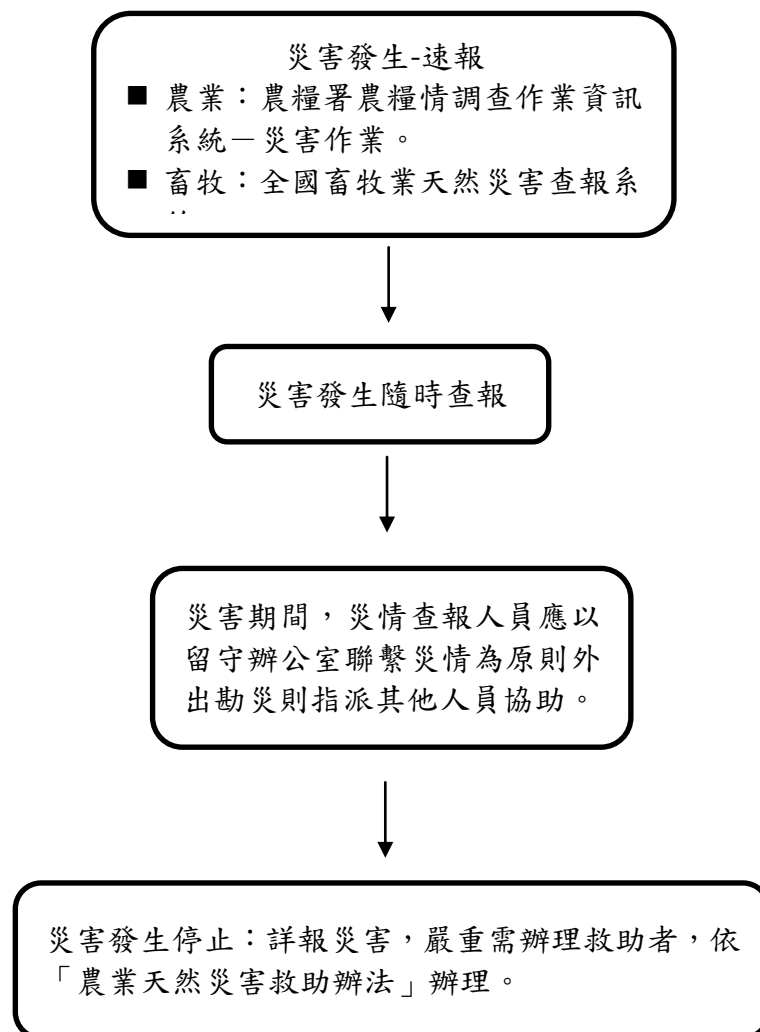 災害發生-速報
■ 農業：農糧署農糧情調查作業資訊
系統－災害作業。
■ 畜牧：全國畜牧業天然災害查報系
災害發生隨時查報
災害期間，災情查報人員應以
留守辦公室聯繫災情為原則外
出勘災則指派其他人員協助。
災害發生停止：詳報災害，嚴重需辦理救助者，依
「農業天然災害救助辦法」辦理。